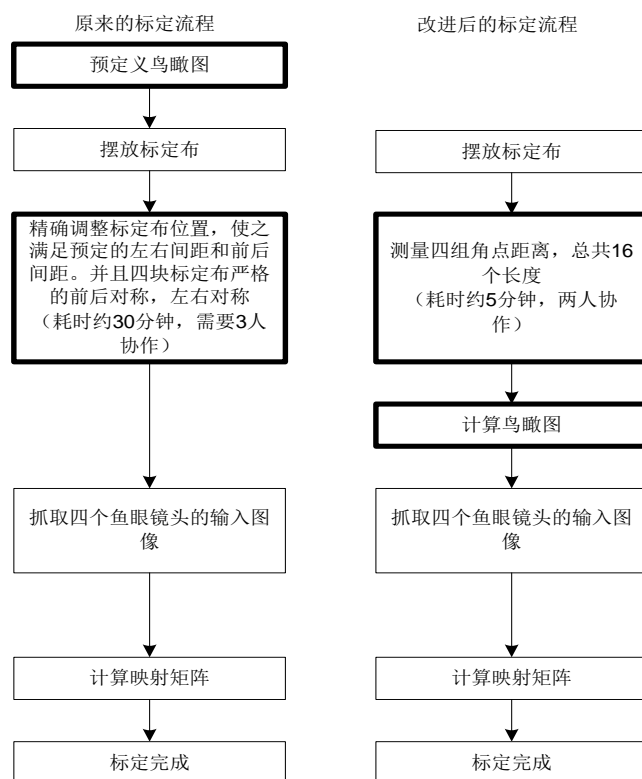 原来的标定流程
预定义鸟瞰图
摆放标定布
精确调整标定布位置，使之
满足预定的左右间距和前后
间距。并且四块标定布严格
的前后对称，左右对称
（耗时约30分钟，需要3人
协作）
抓取四个鱼眼镜头的输入图
像
计算映射矩阵
标定完成
改进后的标定流程
摆放标定布
测量四组角点距离，总共16
个长度
（耗时约5分钟，两人协
作）
计算鸟瞰图
抓取四个鱼眼镜头的输入图
像
计算映射矩阵
标定完成